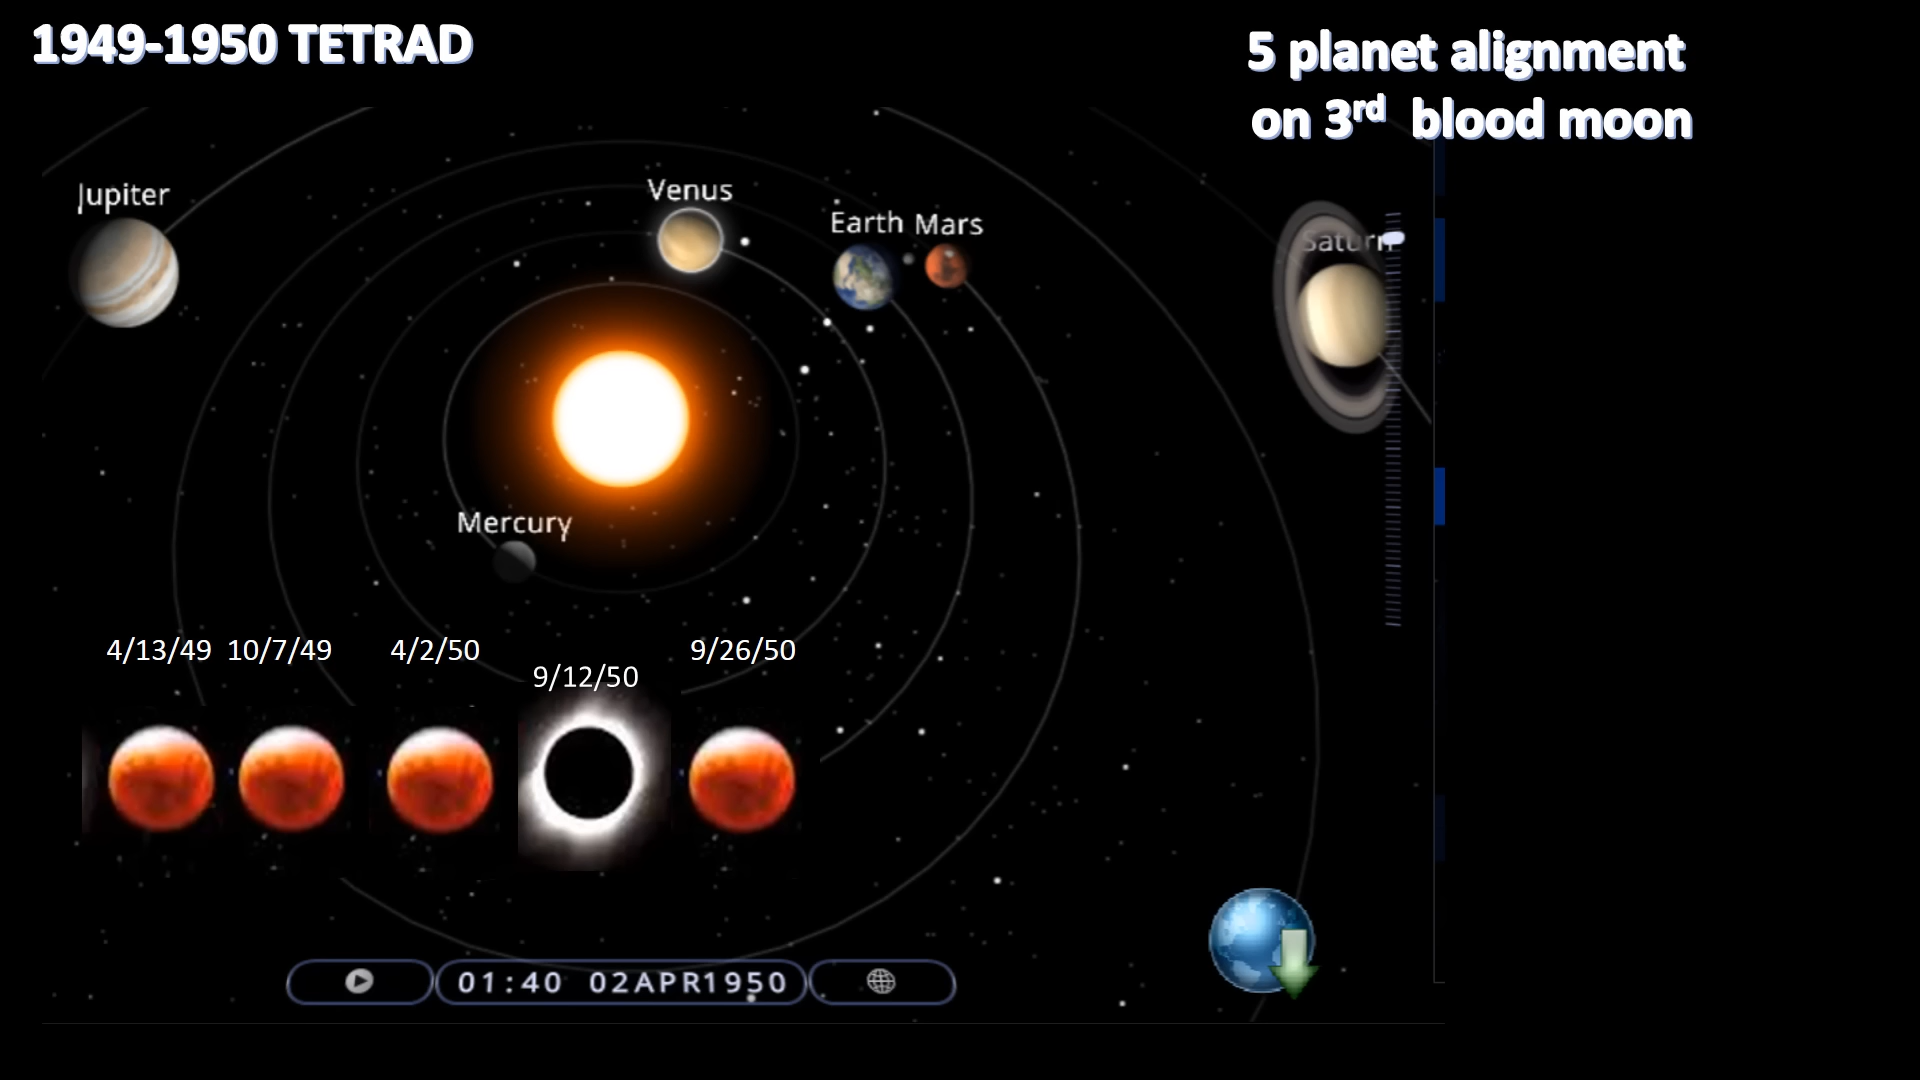 1949-1950 TETRAD
5 planet alignment
on 3rd blood moon
Jupiter
Venus
Earth Mars
Saturn
Mercury
4/13/49 10/7/49 4/2/50 9/26/50
9/12/50
01:40 02APR1950